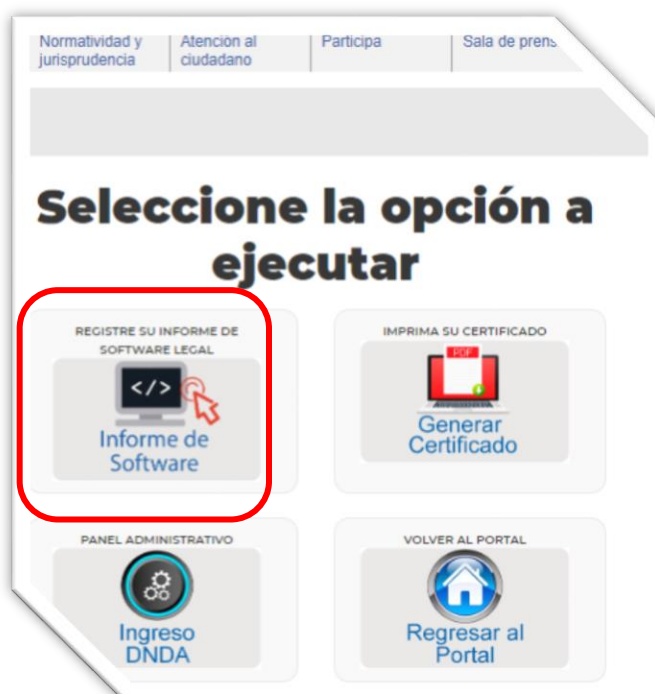 Normatividad y
jurisprudencia
Atención al
ciudadano
Participa
Sala de prens
Seleccione la opción a
ejecutar
REGISTRE SU INFORME DE
SOFTWARE LEGAL
</>
Informe de
Software
IMPRIMA SU CERTIFICADO
PDF
Generar
Certificado
PANEL ADMINISTRATIVO
Ingreso
DNDA
VOLVER AL PORTAL
Regresar al
Portal